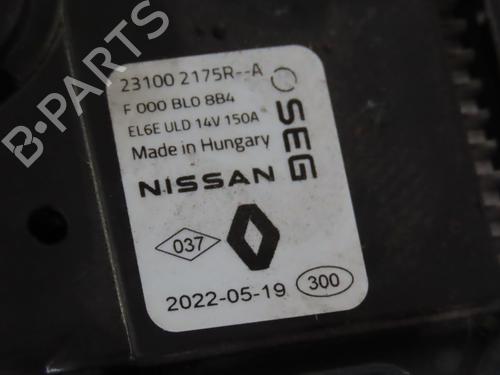 23100 2175R--A
F 000 BL0 8B4
EL6E ULD 14V 150A
Made in Hungary
NISSAN
SEG
037
2022-05-19
300
B-Parts